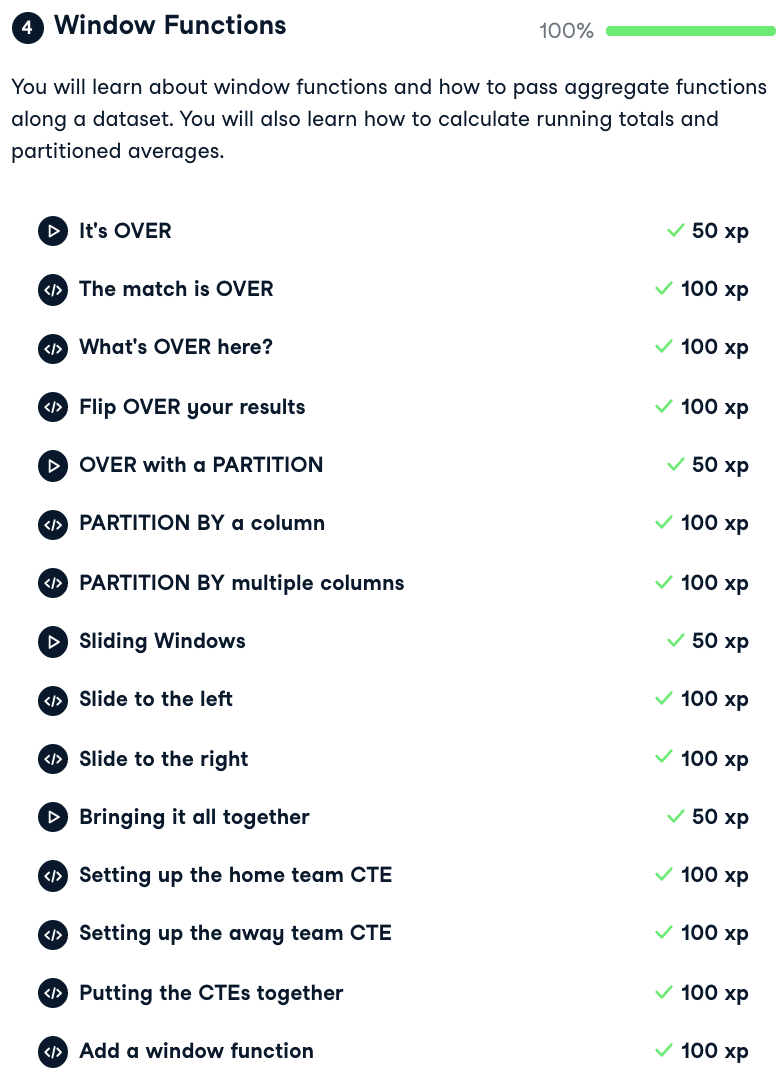 4 Window Functions 100%
You will learn about window functions and how to pass aggregate functions
along a dataset. You will also learn how to calculate running totals and
partitioned averages.
It's OVER 50 xp
</> The match is OVER 100 xp
</> What's OVER here? 100 xp
</> Flip OVER your results 100 xp
OVER with a PARTITION 50 xp
</> PARTITION BY a column 100 xp
</> PARTITION BY multiple columns 100 xp
Sliding Windows 50 xp
</> Slide to the left 100 xp
</> Slide to the right 100 xp
Bringing it all together 50 xp
</> Setting up the home team CTE 100 xp
</> Setting up the away team CTE 100 xp
</> Putting the CTEs together 100 xp
</> Add a window function 100 xp